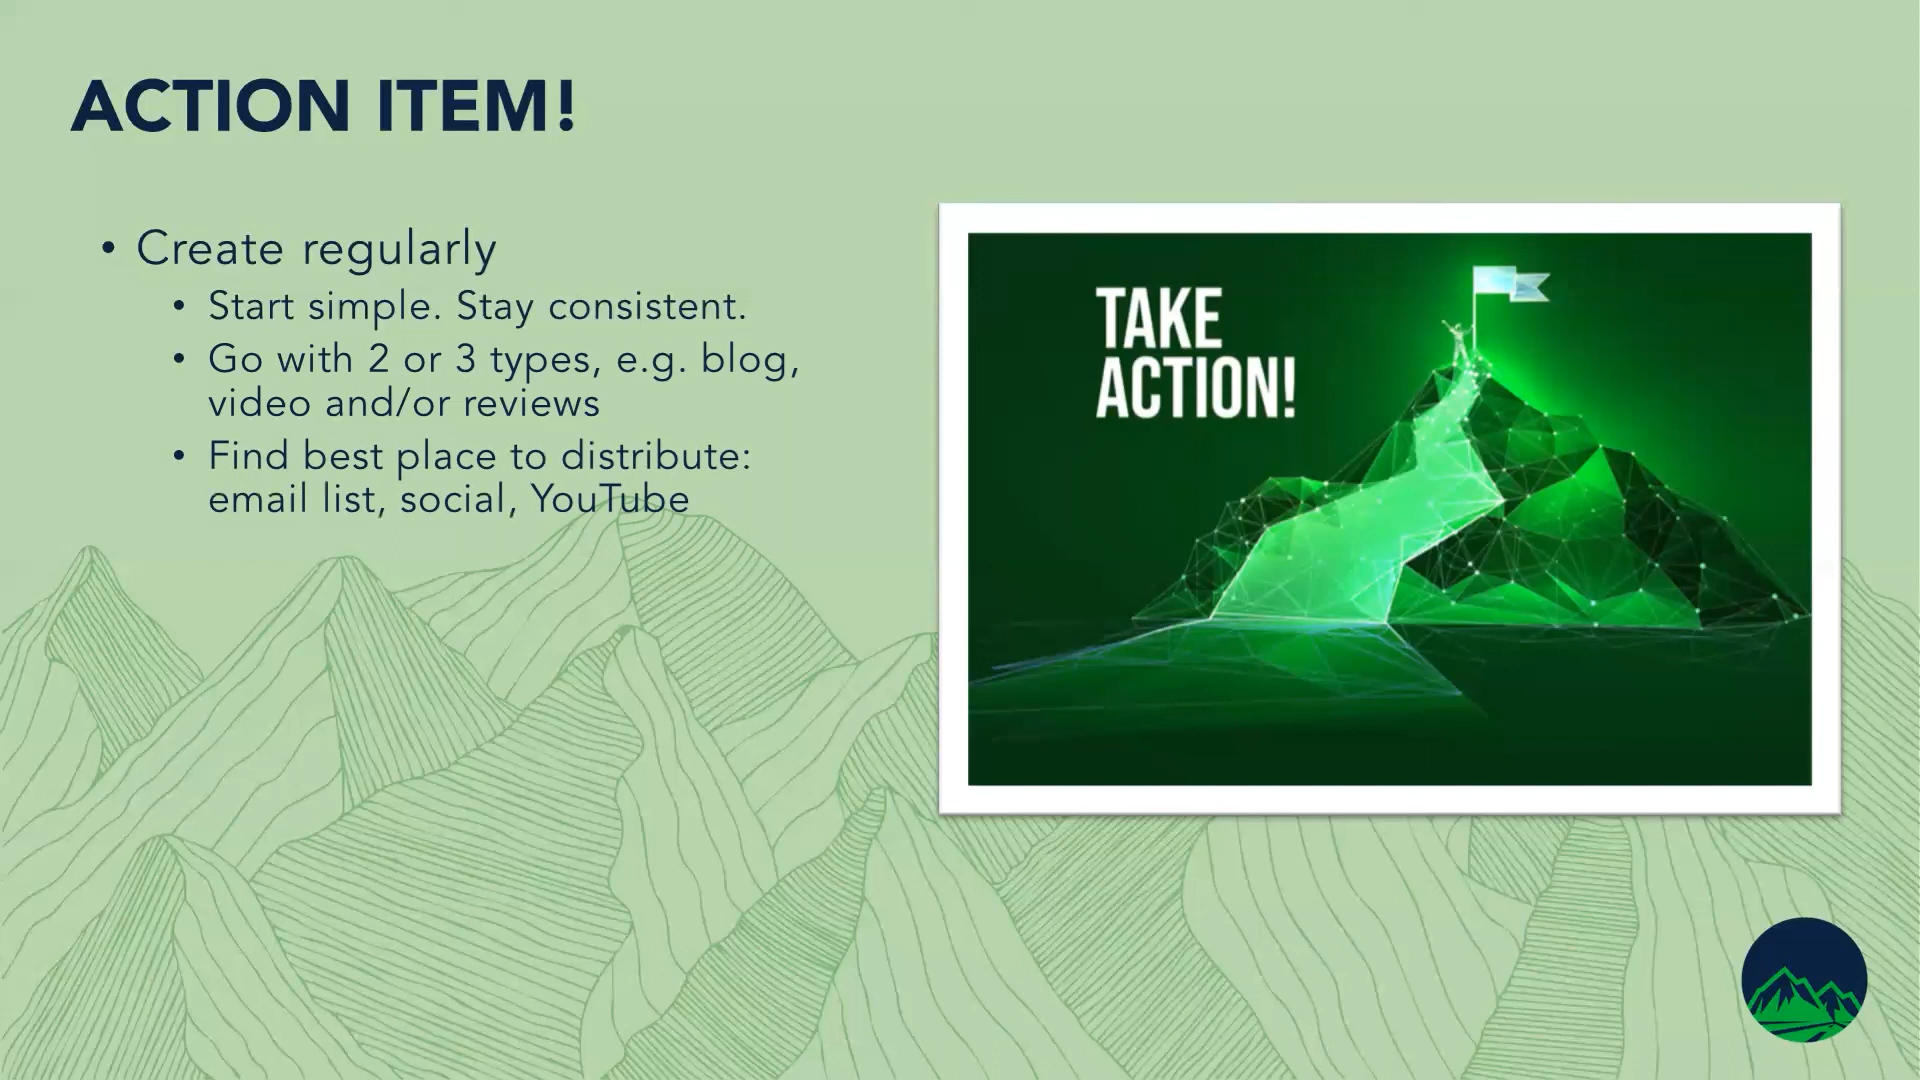 ACTION ITEM!
• Create regularly
• Start simple. Stay consistent.
• Go with 2 or 3 types, e.g. blog,
video and/or reviews
• Find best place to distribute:
email list, social, YouTube
TAKE
ACTION!